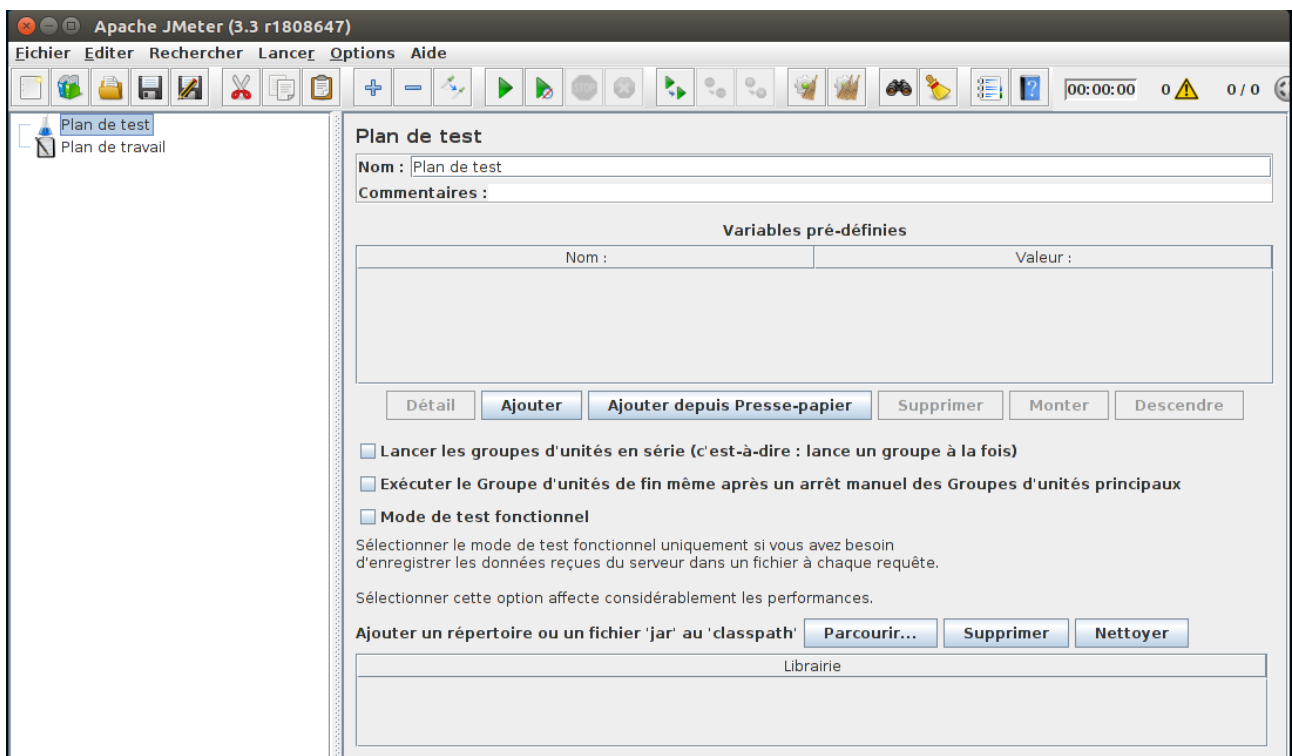 Apache JMeter (3.3 r1808647)
Fichier Editer Rechercher Lancer Options Aide
STOP
00:00:00 0 0 / 0
Plan de test
Plan de travail
Plan de test
Nom : Plan de test
Commentaires :
Variables pré-définies
Nom : Valeur :
Détail Ajouter Ajouter depuis Presse-papier Supprimer Monter Descendre
Lancer les groupes d'unités en série (c'est-à-dire : lance un groupe à la fois)
Exécuter le Groupe d'unités de fin même après un arrêt manuel des Groupes d'unités principaux
Mode de test fonctionnel
Sélectionner le mode de test fonctionnel uniquement si vous avez besoin
d'enregistrer les données reçues du serveur dans un fichier à chaque requête.
Sélectionner cette option affecte considérablement les performances.
Ajouter un répertoire ou un fichier 'jar' au 'classpath' Parcourir... Supprimer Nettoyer
Librairie